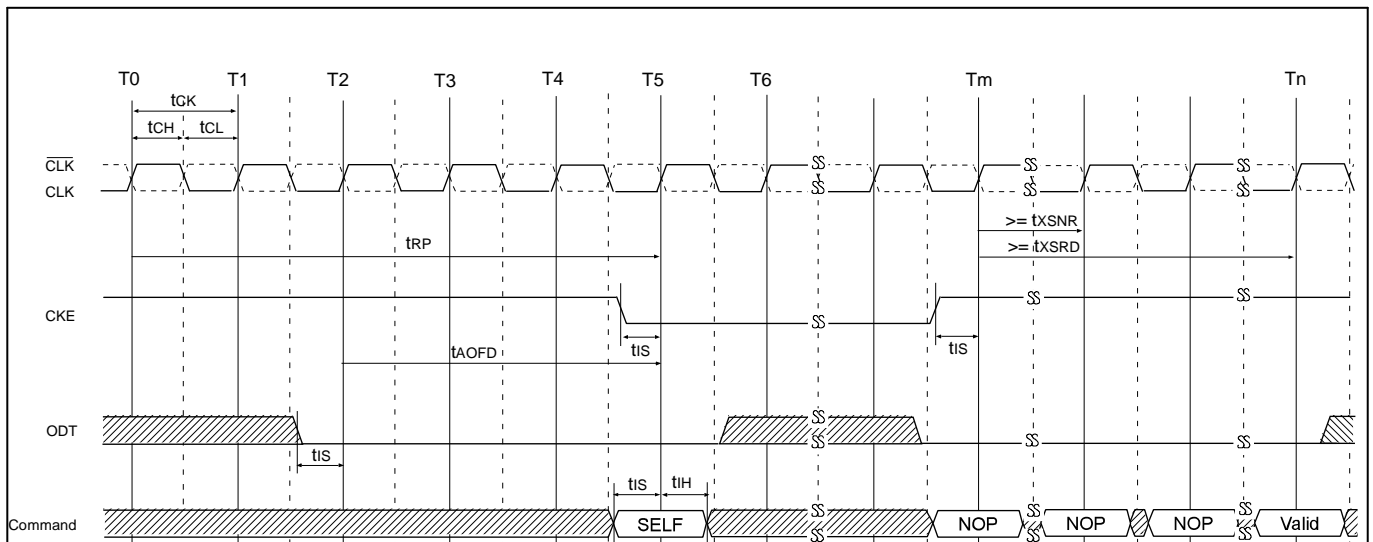 T0 T1 T2 T3 T4 T5 T6 Tm Tn
tCK
tCH tCL
CLK
CLK
>= tXSNR
tRP
>= tXSRD
CKE
tIS tIS
tAOFD
ODT
tIS
tIS tIH
Command SELF NOP NOP NOP Valid